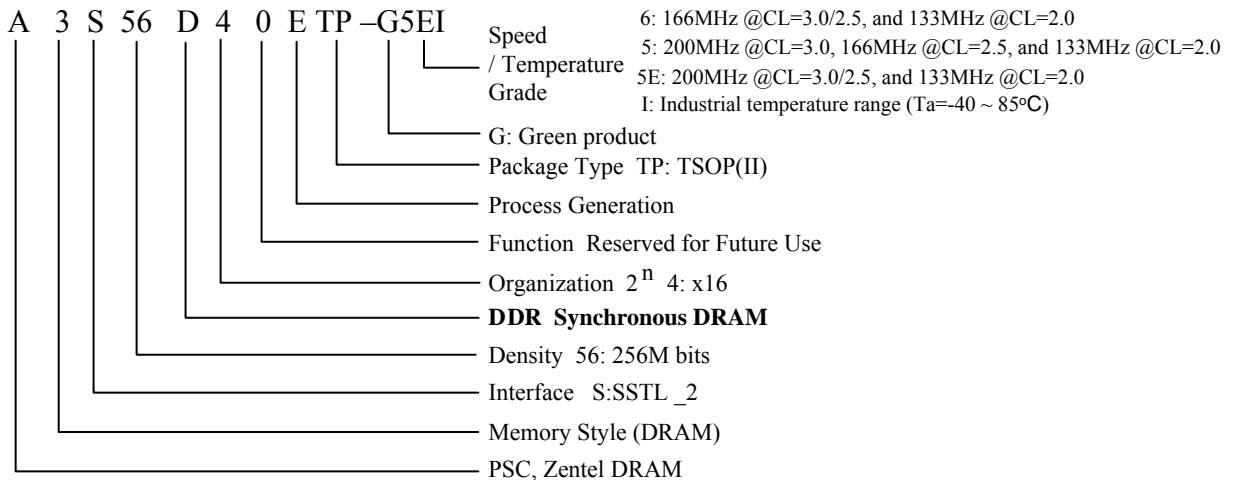 A 3 S 56 D 4 0 E TP –G5EI
Speed
/ Temperature
Grade
6: 166MHz @CL=3.0/2.5, and 133MHz @CL=2.0
5: 200MHz @CL=3.0, 166MHz @CL=2.5, and 133MHz @CL=2.0
5E: 200MHz @CL=3.0/2.5, and 133MHz @CL=2.0
I: Industrial temperature range (Ta=-40 ~ 85°C)
G: Green product
Package Type TP: TSOP(II)
Process Generation
Function Reserved for Future Use
Organization 2ⁿ 4: x16
DDR Synchronous DRAM
Density 56: 256M bits
Interface S:SSTL _2
Memory Style (DRAM)
PSC, Zentel DRAM